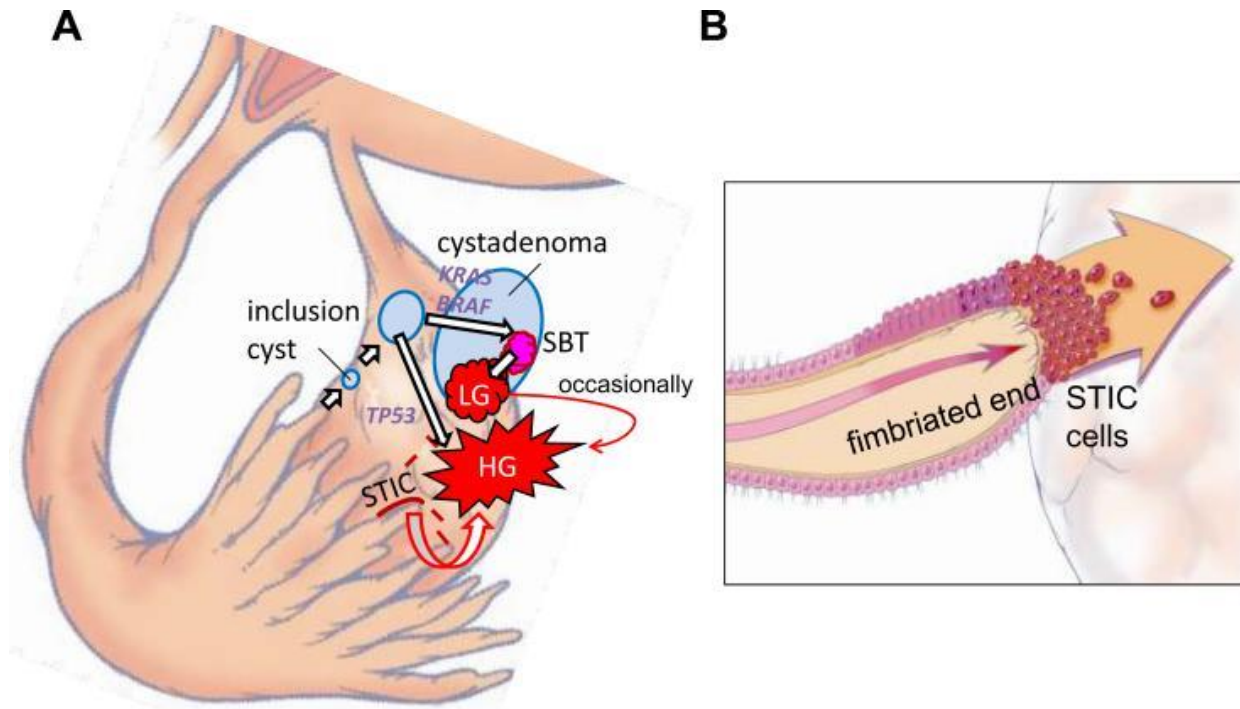 A
B
cystadenoma
KRAS
BRAF
inclusion
cyst
SBT
LG
occasionally
TP53
HG
STIC
fimbriated end
STIC
cells